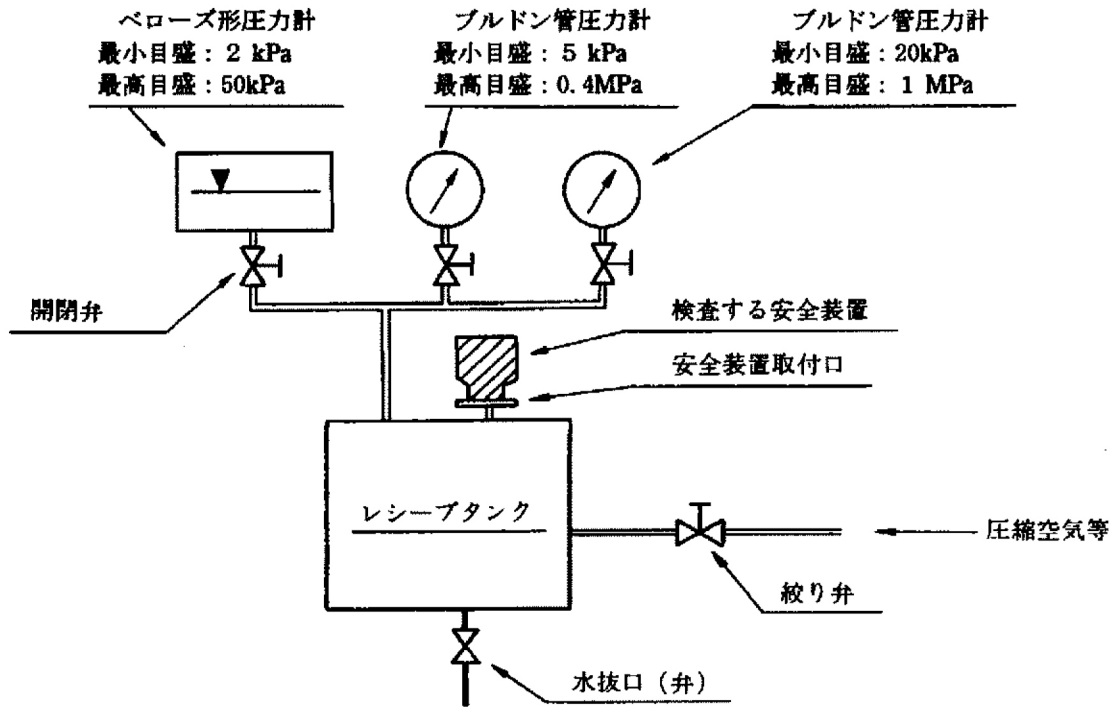 ベローズ形圧力計
最小目盛：2 kPa
最高目盛：50kPa
ブルドン管圧力計
最小目盛：5 kPa
最高目盛：0.4MPa
ブルドン管圧力計
最小目盛：20kPa
最高目盛：1 MPa
開閉弁
検査する安全装置
安全装置取付口
レシーブタンク
圧縮空気等
絞り弁
水抜口（弁）